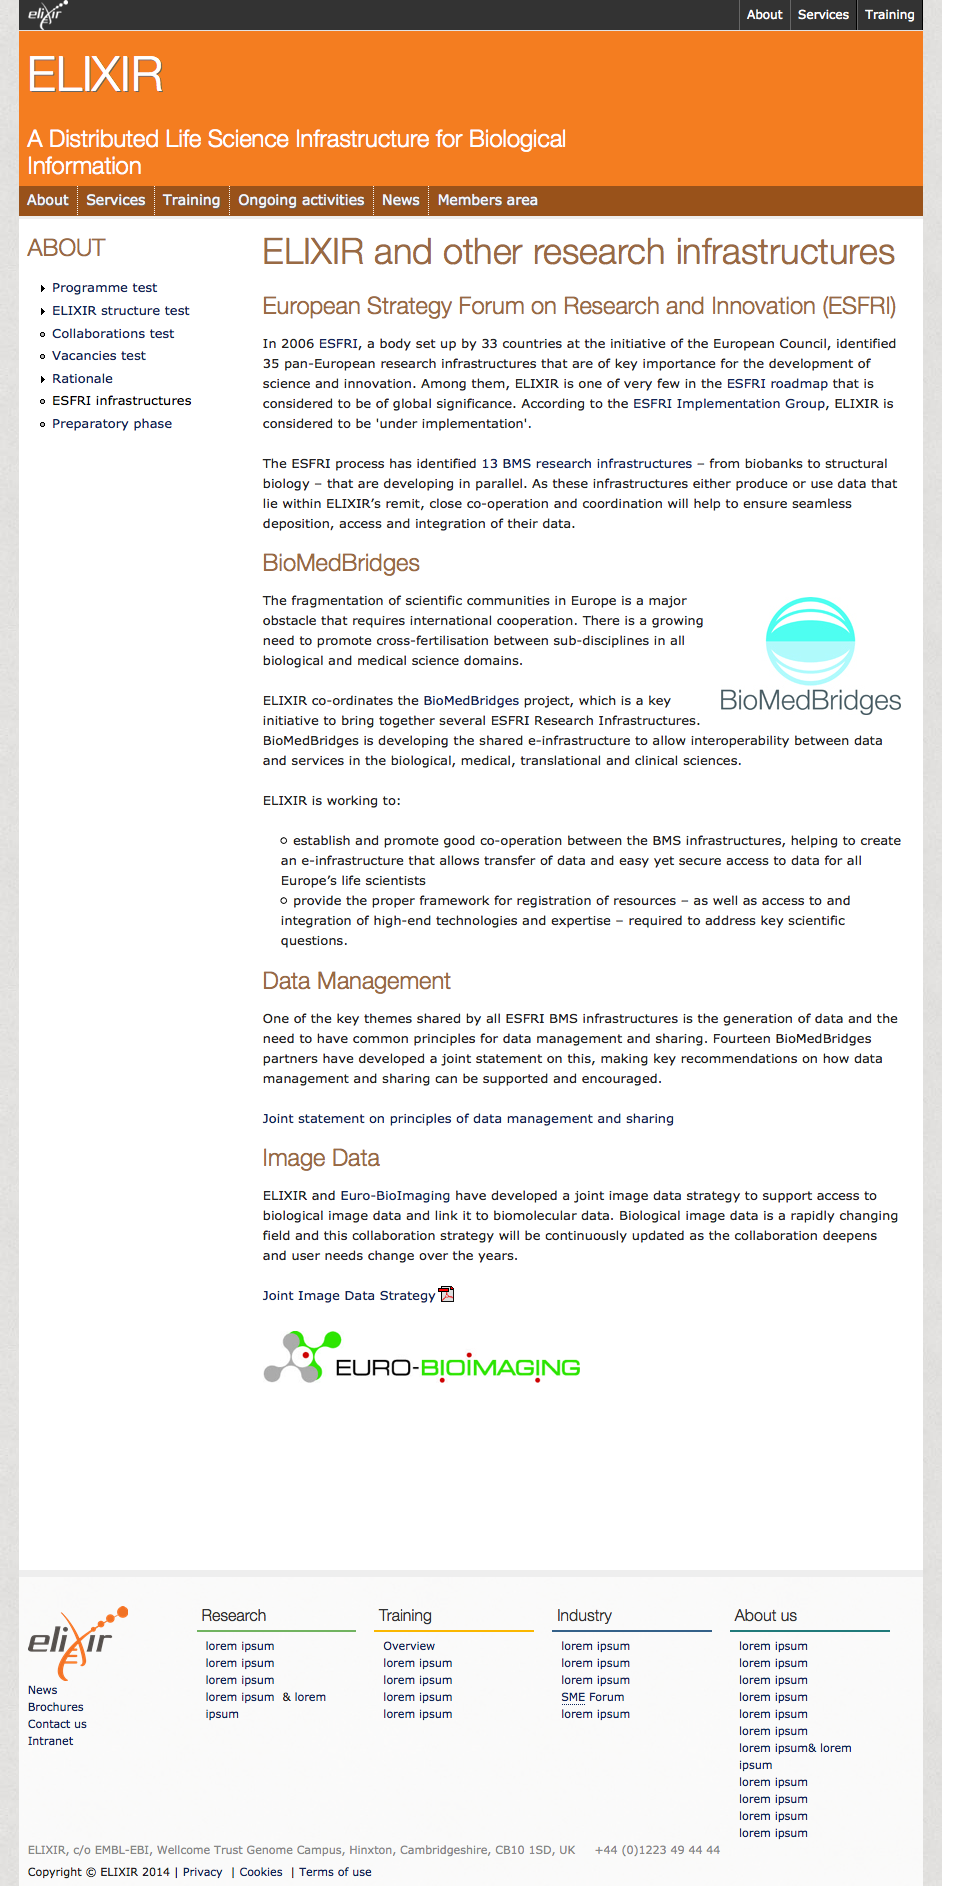 elixir
About Services Training
ELIXIR
A Distributed Life Science Infrastructure for Biological
Information
About Services Training Ongoing activities News Members area
ABOUT
Programme test
ELIXIR structure test
Collaborations test
Vacancies test
Rationale
ESFRI infrastructures
Preparatory phase
ELIXIR and other research infrastructures
European Strategy Forum on Research and Innovation (ESFRI)
In 2006 ESFRI, a body set up by 33 countries at the initiative of the European Council, identified
35 pan-European research infrastructures that are of key importance for the development of
science and innovation. Among them, ELIXIR is one of very few in the ESFRI roadmap that is
considered to be of global significance. According to the ESFRI Implementation Group, ELIXIR is
considered to be 'under implementation'.
The ESFRI process has identified 13 BMS research infrastructures – from biobanks to structural
biology – that are developing in parallel. As these infrastructures either produce or use data that
lie within ELIXIR’s remit, close co-operation and coordination will help to ensure seamless
deposition, access and integration of their data.
BioMedBridges
The fragmentation of scientific communities in Europe is a major
obstacle that requires international cooperation. There is a growing
need to promote cross-fertilisation between sub-disciplines in all
biological and medical science domains.
BioMedBridges
ELIXIR co-ordinates the BioMedBridges project, which is a key
initiative to bring together several ESFRI Research Infrastructures.
BioMedBridges is developing the shared e-infrastructure to allow interoperability between data
and services in the biological, medical, translational and clinical sciences.
ELIXIR is working to:
establish and promote good co-operation between the BMS infrastructures, helping to create
an e-infrastructure that allows transfer of data and easy yet secure access to data for all
Europe’s life scientists
provide the proper framework for registration of resources – as well as access to and
integration of high-end technologies and expertise – required to address key scientific
questions.
Data Management
One of the key themes shared by all ESFRI BMS infrastructures is the generation of data and the
need to have common principles for data management and sharing. Fourteen BioMedBridges
partners have developed a joint statement on this, making key recommendations on how data
management and sharing can be supported and encouraged.
Joint statement on principles of data management and sharing
Image Data
ELIXIR and Euro-BioImaging have developed a joint image data strategy to support access to
biological image data and link it to biomolecular data. Biological image data is a rapidly changing
field and this collaboration strategy will be continuously updated as the collaboration deepens
and user needs change over the years.
Joint Image Data Strategy
EURO-BIOIMAGING
elixir
News
Brochures
Contact us
Intranet
Research
lorem ipsum
lorem ipsum
lorem ipsum
lorem ipsum & lorem
ipsum
Training
Overview
lorem ipsum
lorem ipsum
lorem ipsum
lorem ipsum
Industry
lorem ipsum
lorem ipsum
lorem ipsum
SME Forum
lorem ipsum
About us
lorem ipsum
lorem ipsum
lorem ipsum
lorem ipsum
lorem ipsum
lorem ipsum
lorem ipsum& lorem
ipsum
lorem ipsum
lorem ipsum
lorem ipsum
lorem ipsum
ELIXIR, c/o EMBL-EBI, Wellcome Trust Genome Campus, Hinxton, Cambridgeshire, CB10 1SD, UK +44 (0)1223 49 44 44
Copyright © ELIXIR 2014 | Privacy | Cookies | Terms of use